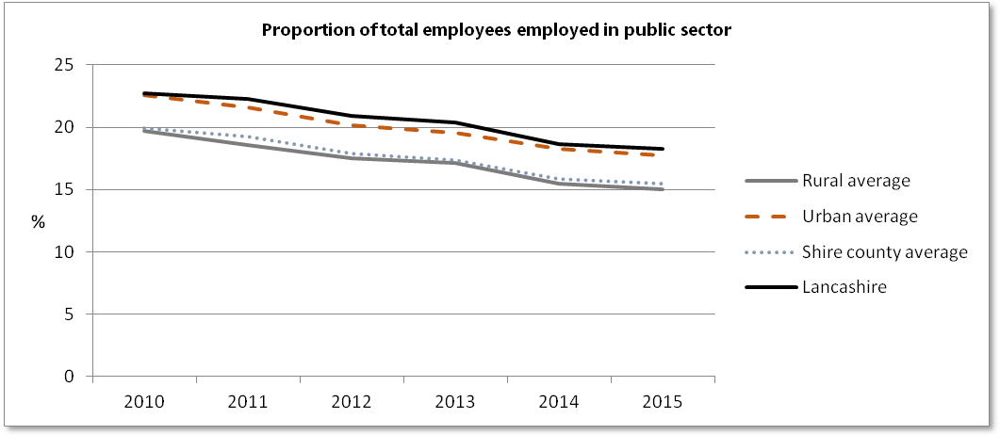 Proportion of total employees employed in public sector
25
20
15
10
5
0
%
2010 2011 2012 2013 2014 2015
Rural average
Urban average
Shire county average
Lancashire